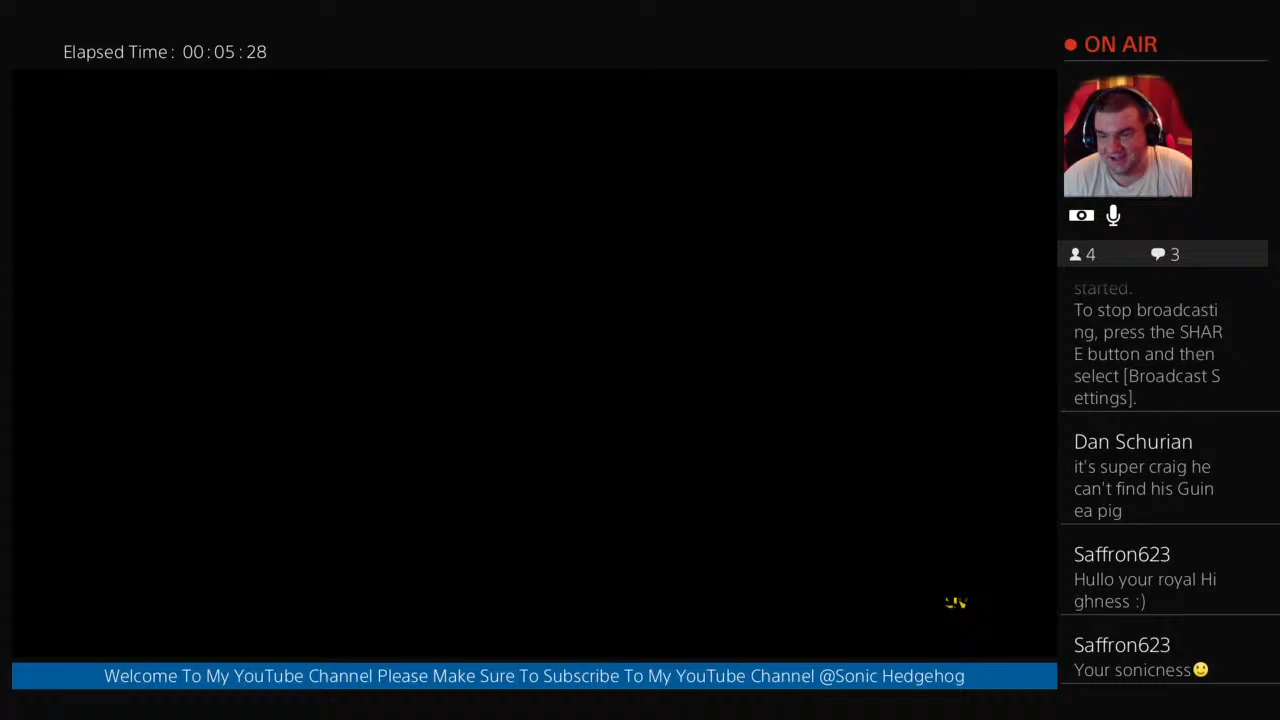 Elapsed Time: 00:05:28
ON AIR
4 3
started.
To stop broadcasti
ng, press the SHAR
E button and then
select [Broadcast S
ettings].
Dan Schurian
it's super craig he
can't find his Guin
ea pig
Saffron623
Hullo your royal Hi
ghness :)
Saffron623
Your sonicness🙂
Welcome To My YouTube Channel Please Make Sure To Subscribe To My YouTube Channel @Sonic Hedgehog